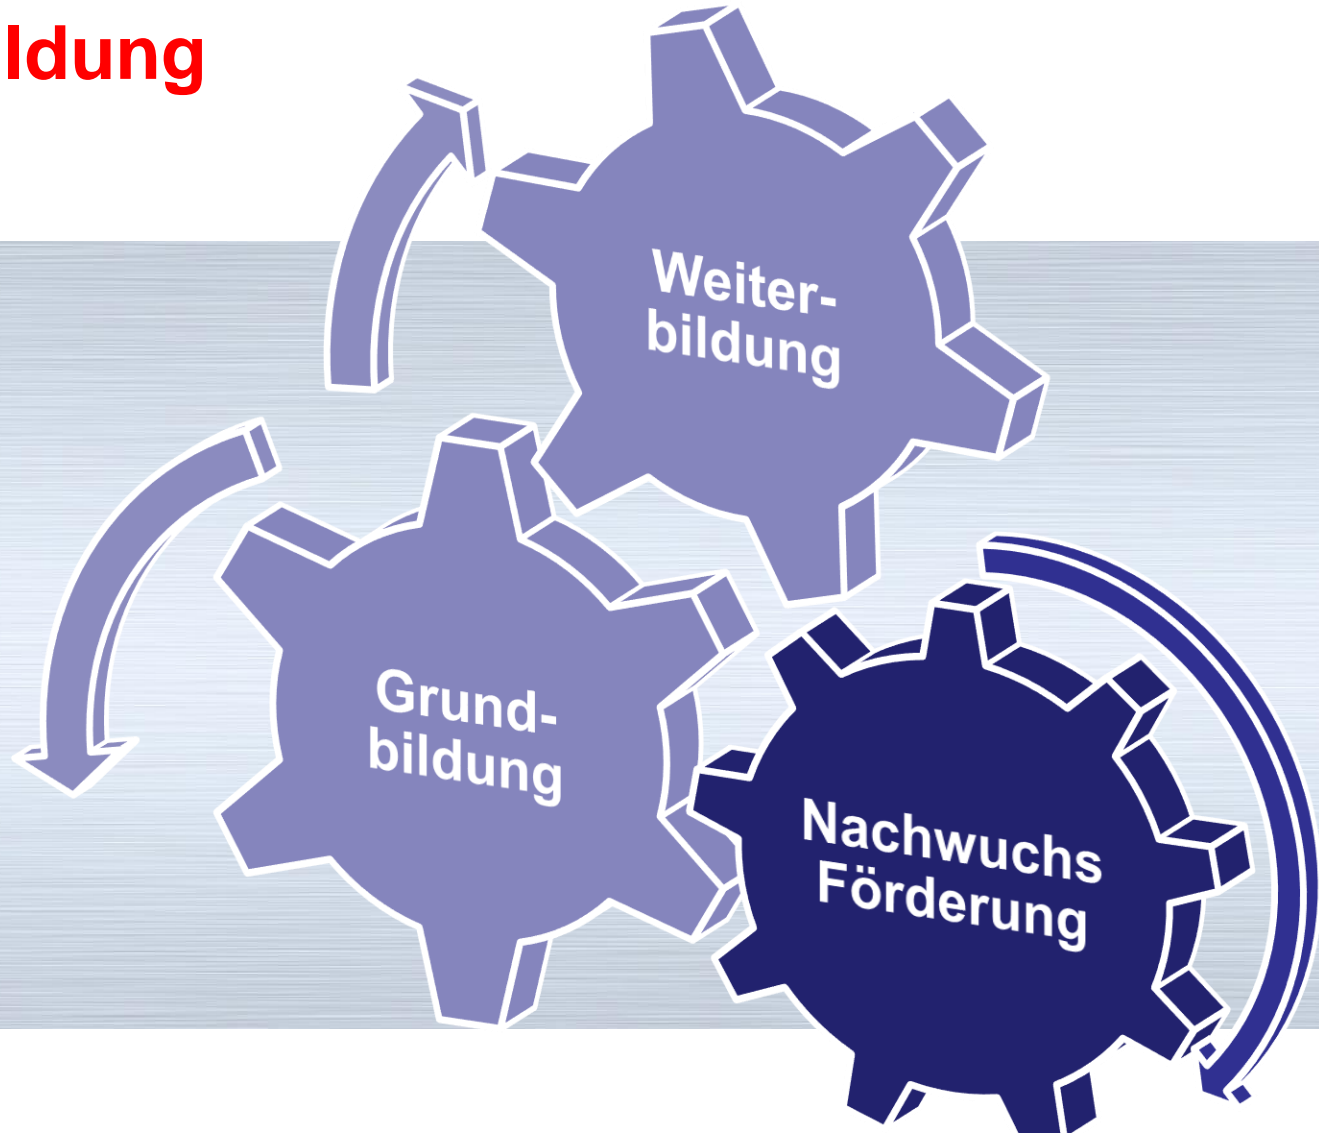 ldung
Weiter-
bildung
Grund-
bildung
Nachwuchs
Förderung